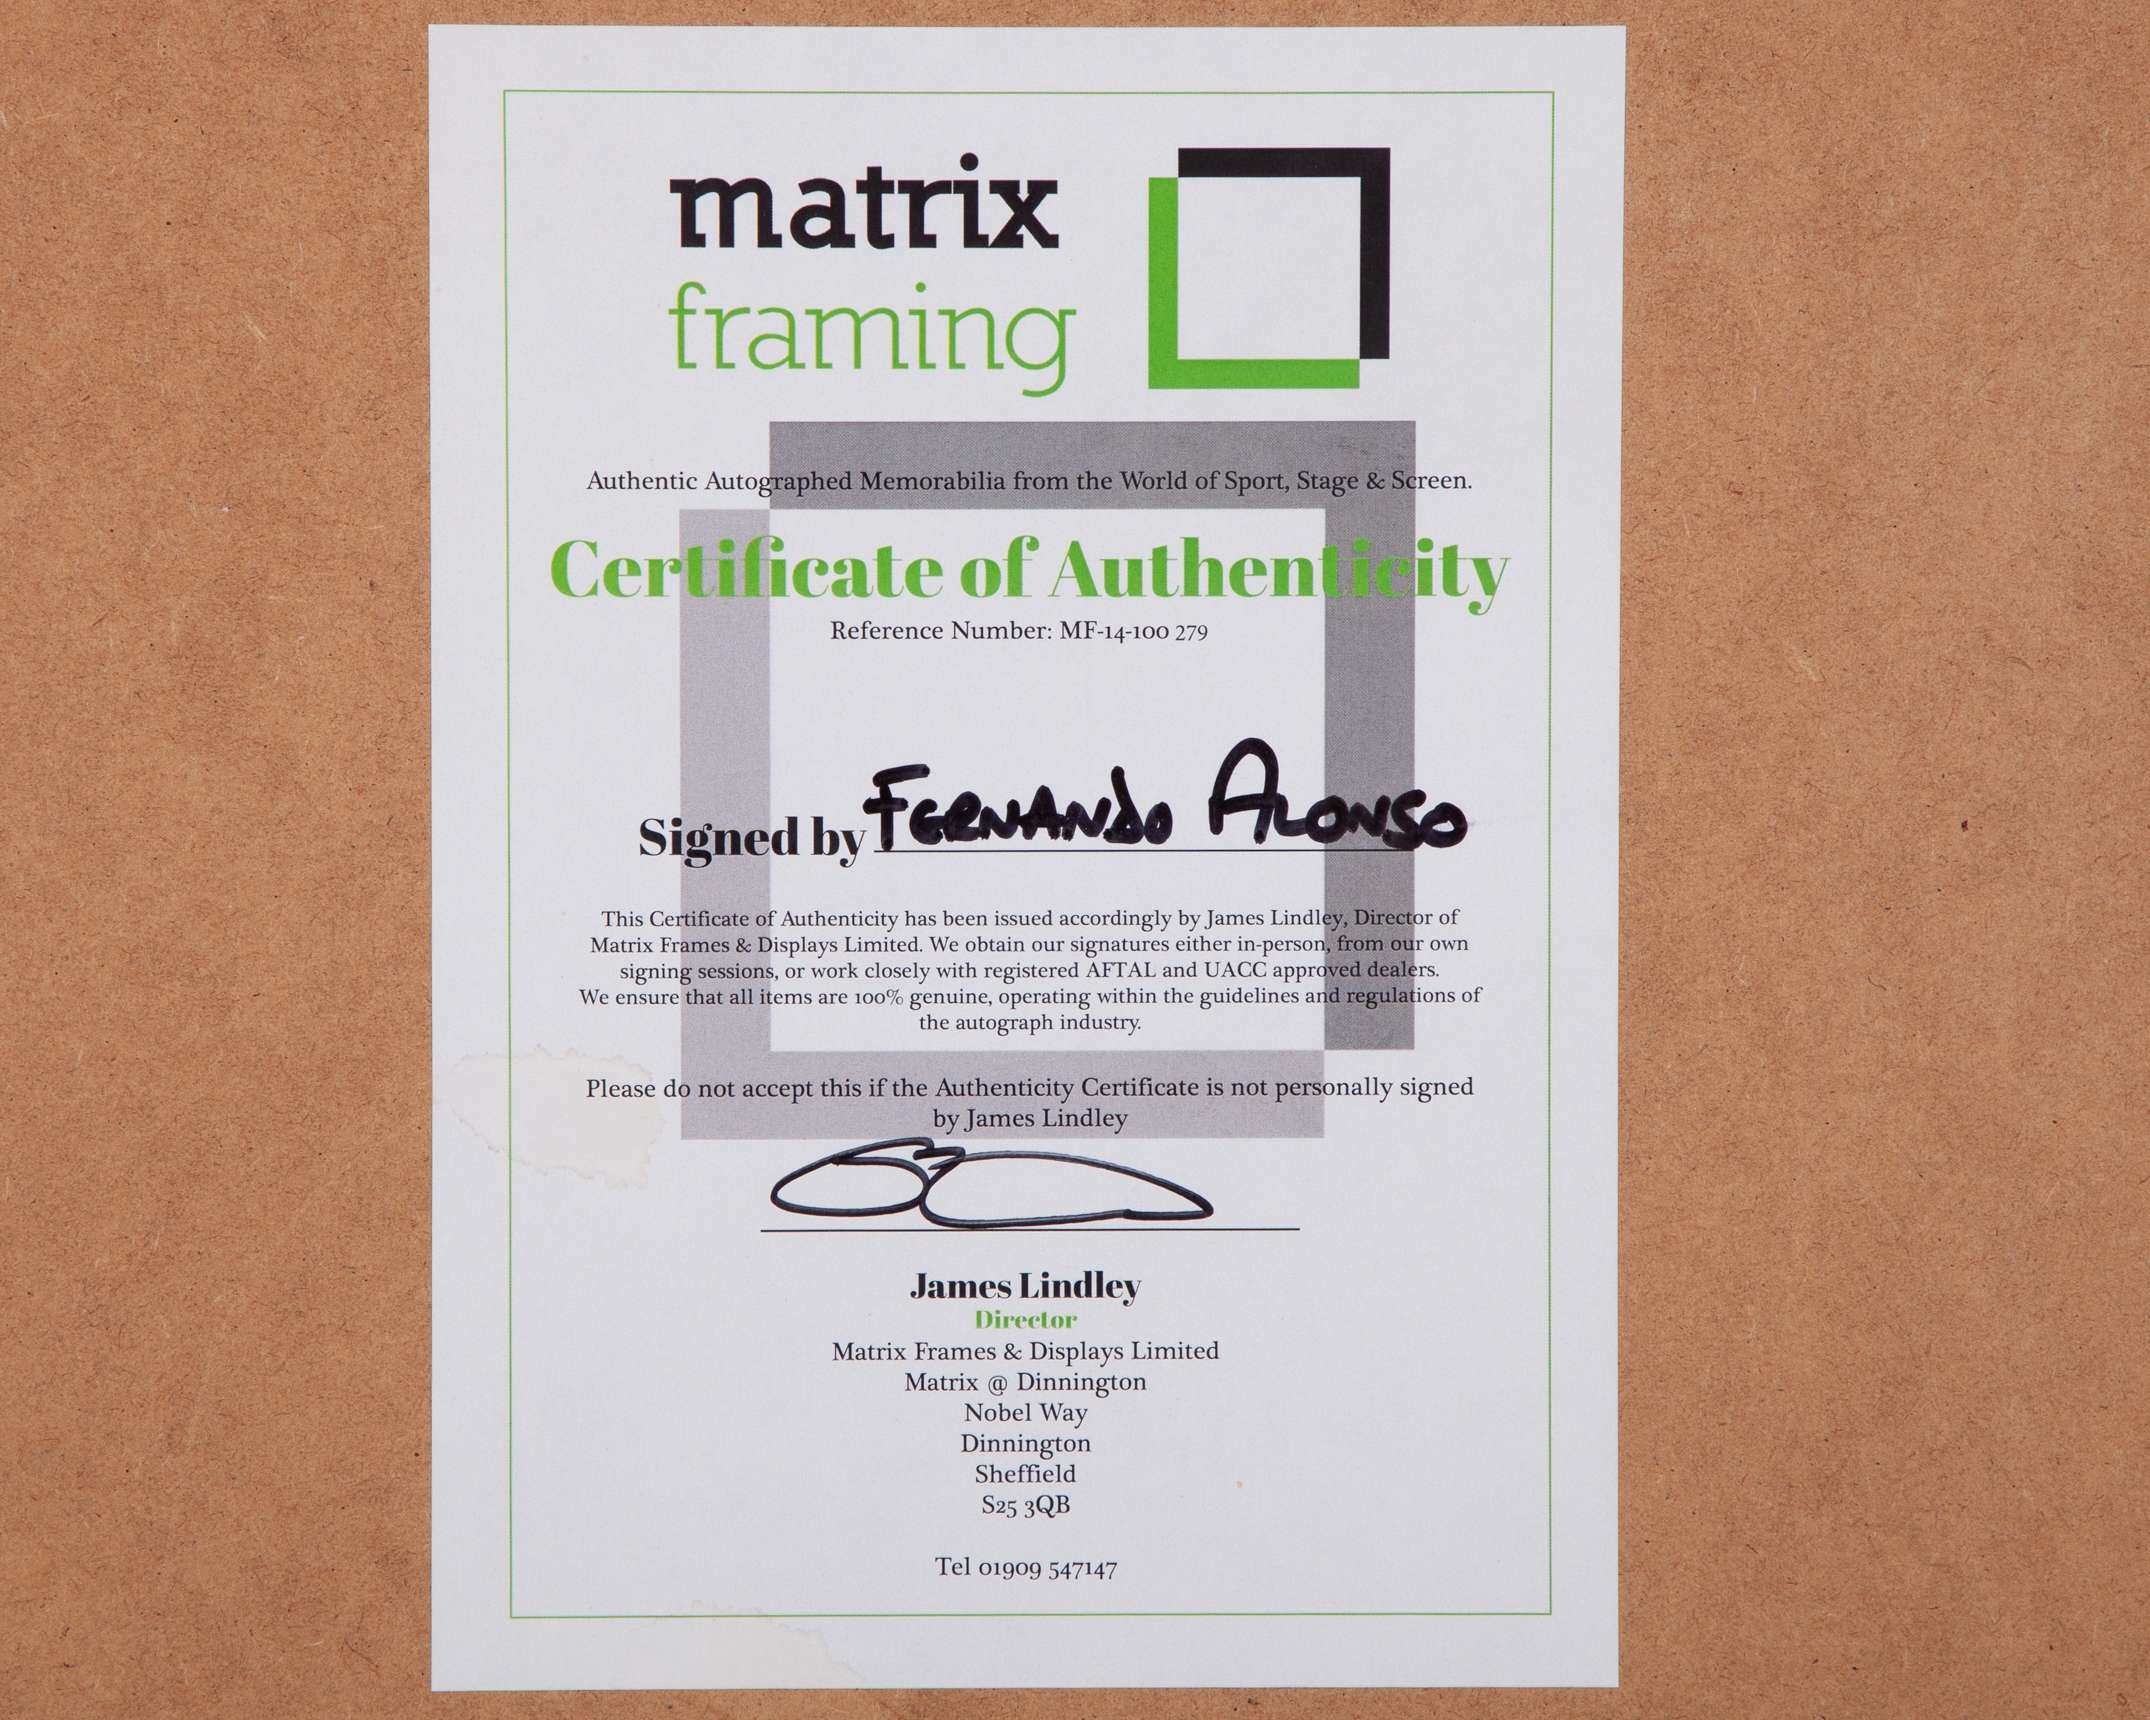 matrix
framing
Authentic Autographed Memorabilia from the World of Sport, Stage & Screen.
Certificate of Authenticity
Reference Number: MF-14-100 279
Signed by FERNANDO ALONSO
This Certificate of Authenticity has been issued accordingly by James Lindley, Director of
Matrix Frames & Displays Limited. We obtain our signatures either in-person, from our own
signing sessions, or work closely with registered AFTAL and UACC approved dealers.
We ensure that all items are 100% genuine, operating within the guidelines and regulations of
the autograph industry.
Please do not accept this if the Authenticity Certificate is not personally signed
by James Lindley
James Lindley
Director
Matrix Frames & Displays Limited
Matrix @ Dinnington
Nobel Way
Dinnington
Sheffield
S25 3QB
Tel 01909 547147